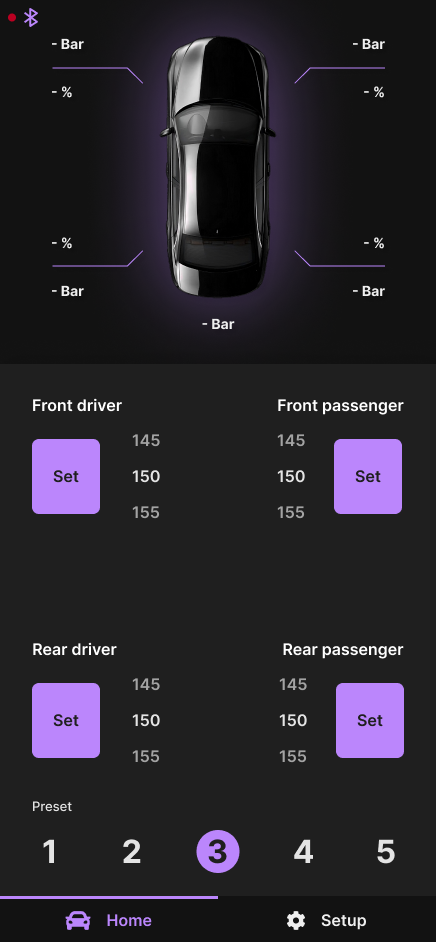 - Bar - Bar
- % - %
- % - %
- Bar - Bar
- Bar
Front driver Front passenger
145 145
Set 150 150 Set
155 155
Rear driver Rear passenger
145 145
Set 150 150 Set
155 155
Preset
1 2 3 4 5
Home Setup